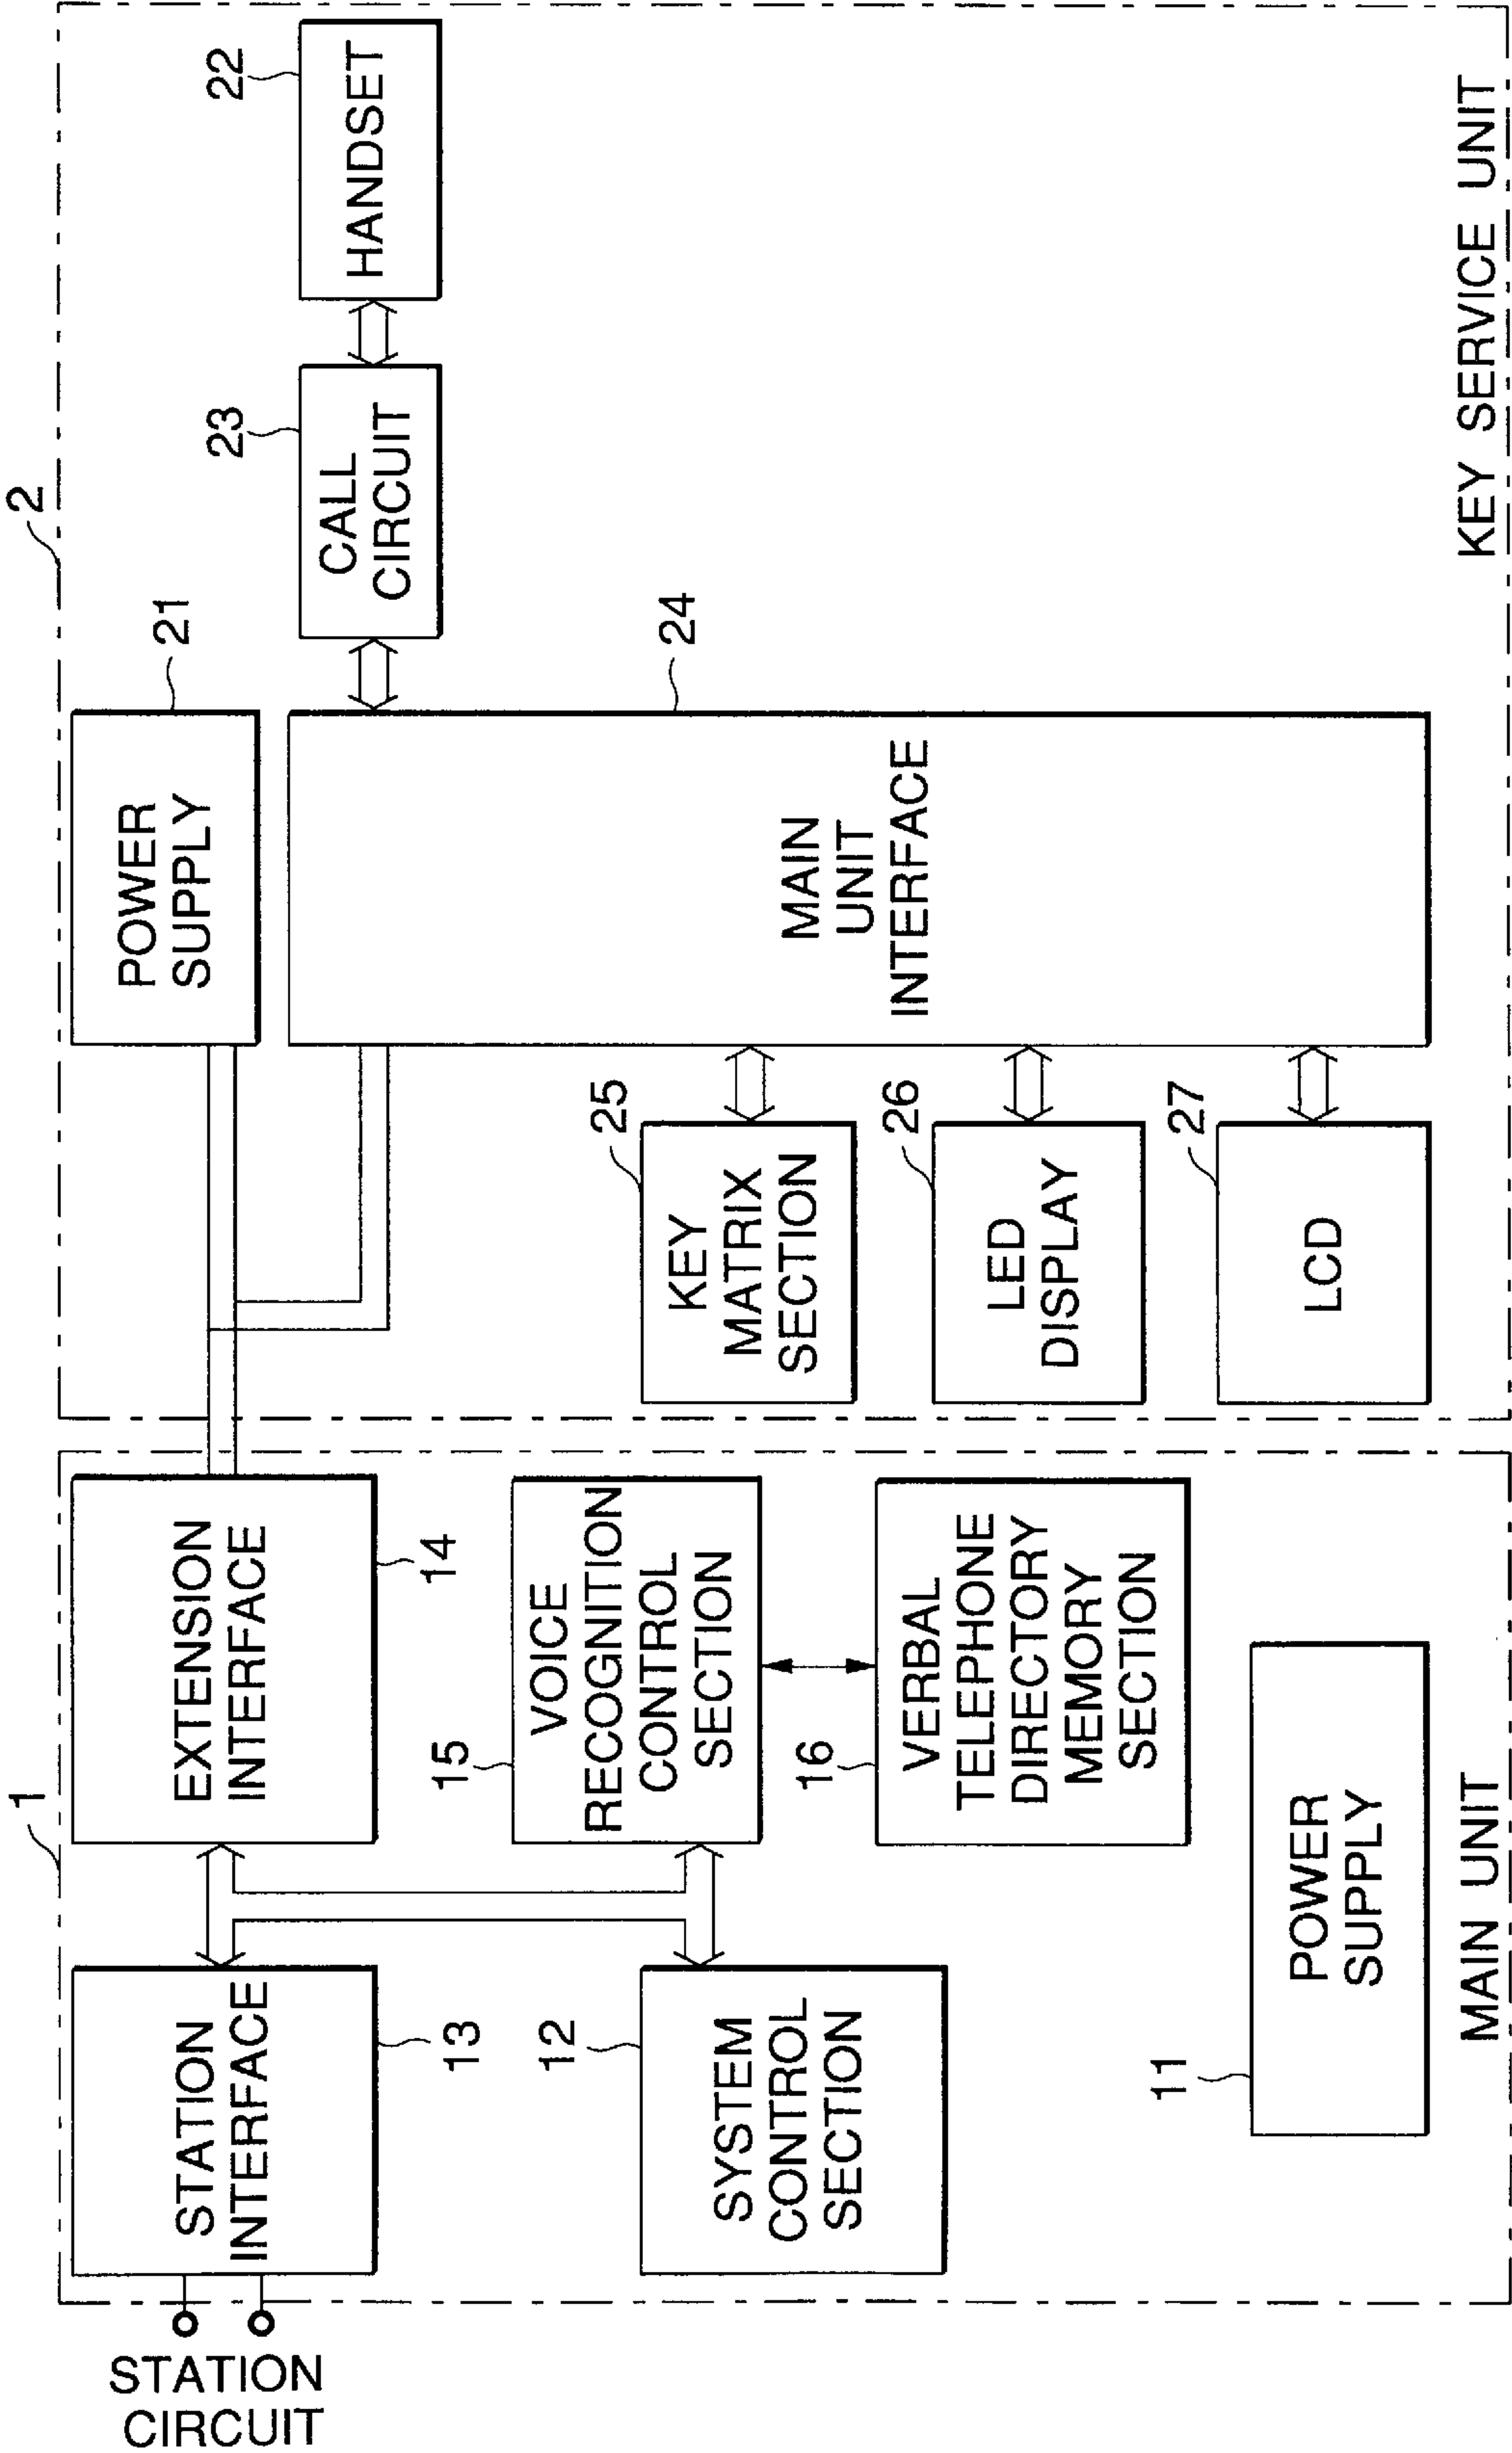 1
2
STATION
CIRCUIT
STATION
INTERFACE
13
EXTENSION
INTERFACE
14
SYSTEM
CONTROL
SECTION
12
VOICE
RECOGNITION
CONTROL
SECTION
15
VERBAL
TELEPHONE
DIRECTORY
MEMORY
SECTION
16
POWER
SUPPLY
11
MAIN UNIT
POWER
SUPPLY
21
HANDSET
22
CALL
CIRCUIT
23
MAIN
UNIT
INTERFACE
24
KEY
MATRIX
SECTION
25
LED
DISPLAY
26
LCD
27
KEY SERVICE UNIT